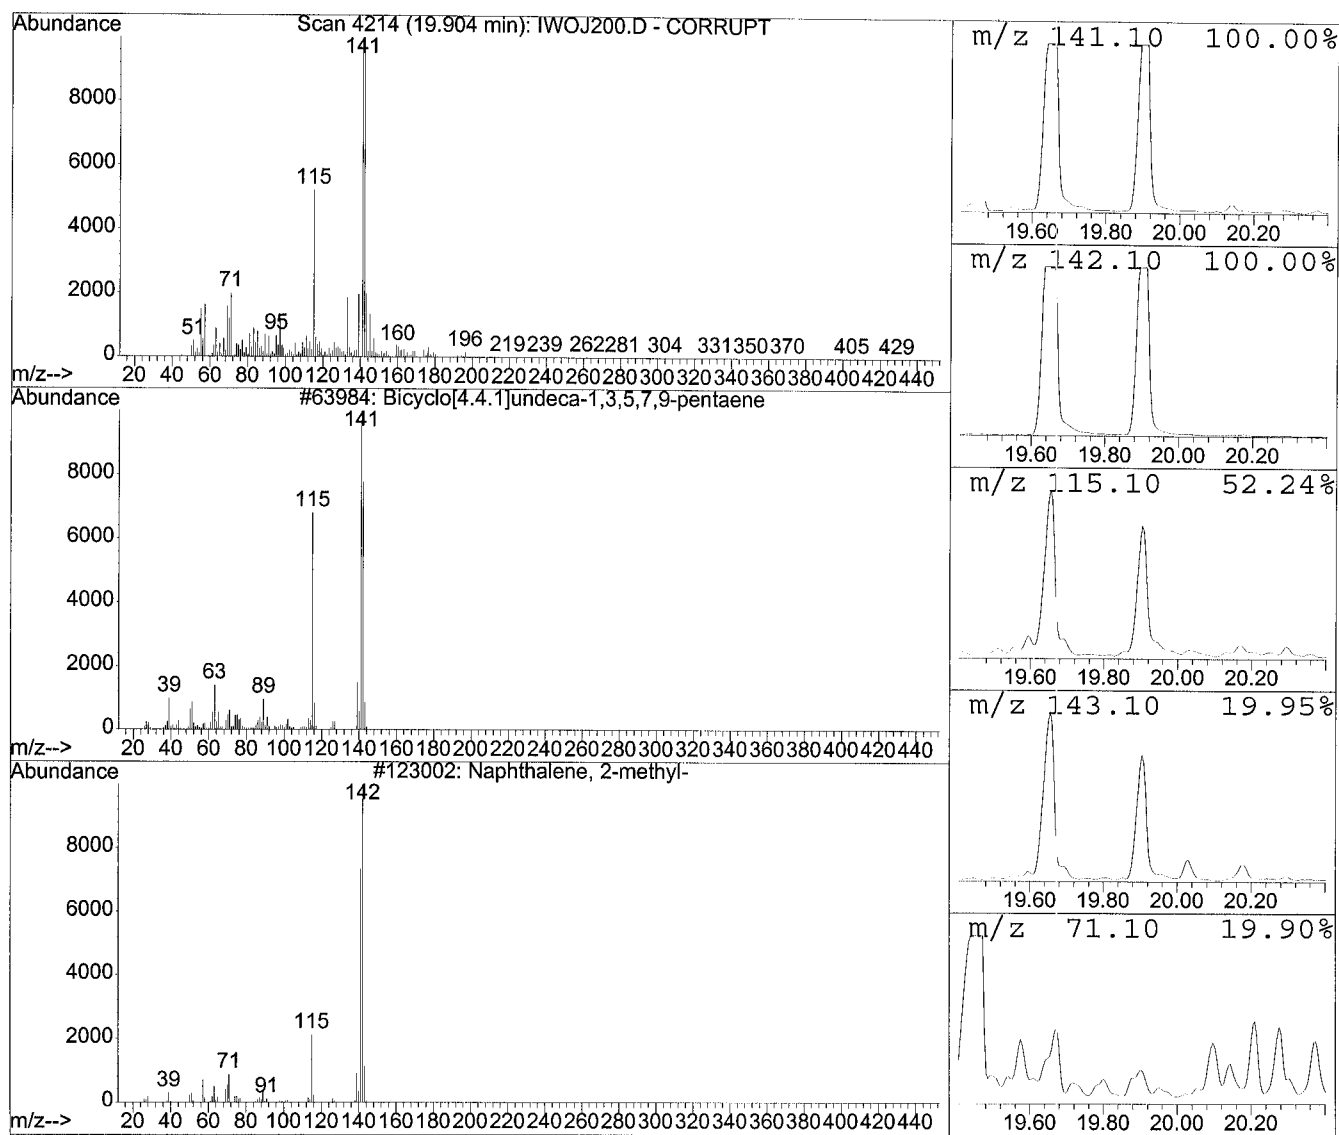 Abundance
Scan 4214 (19.904 min): IWOJ200.D - CORRUPT
141
8000
6000
115
4000
71
2000
51
95
160
196
219 239 262 281 304 331 350 370 405 429
0
m/z-->
20 40 60 80 100 120 140 160 180 200 220 240 260 280 300 320 340 360 380 400 420 440
Abundance
#63984: Bicyclo[4.4.1]undeca-1,3,5,7,9-pentaene
141
8000
115
6000
4000
2000
39
63
89
0
m/z-->
20 40 60 80 100 120 140 160 180 200 220 240 260 280 300 320 340 360 380 400 420 440
Abundance
#123002: Naphthalene, 2-methyl-
142
8000
6000
4000
115
2000
71
39
91
0
m/z-->
20 40 60 80 100 120 140 160 180 200 220 240 260 280 300 320 340 360 380 400 420 440
m/z 141.10 100.00%
19.60 19.80 20.00 20.20
m/z 142.10 100.00%
19.60 19.80 20.00 20.20
m/z 115.10 52.24%
19.60 19.80 20.00 20.20
m/z 143.10 19.95%
19.60 19.80 20.00 20.20
m/z 71.10 19.90%
19.60 19.80 20.00 20.20